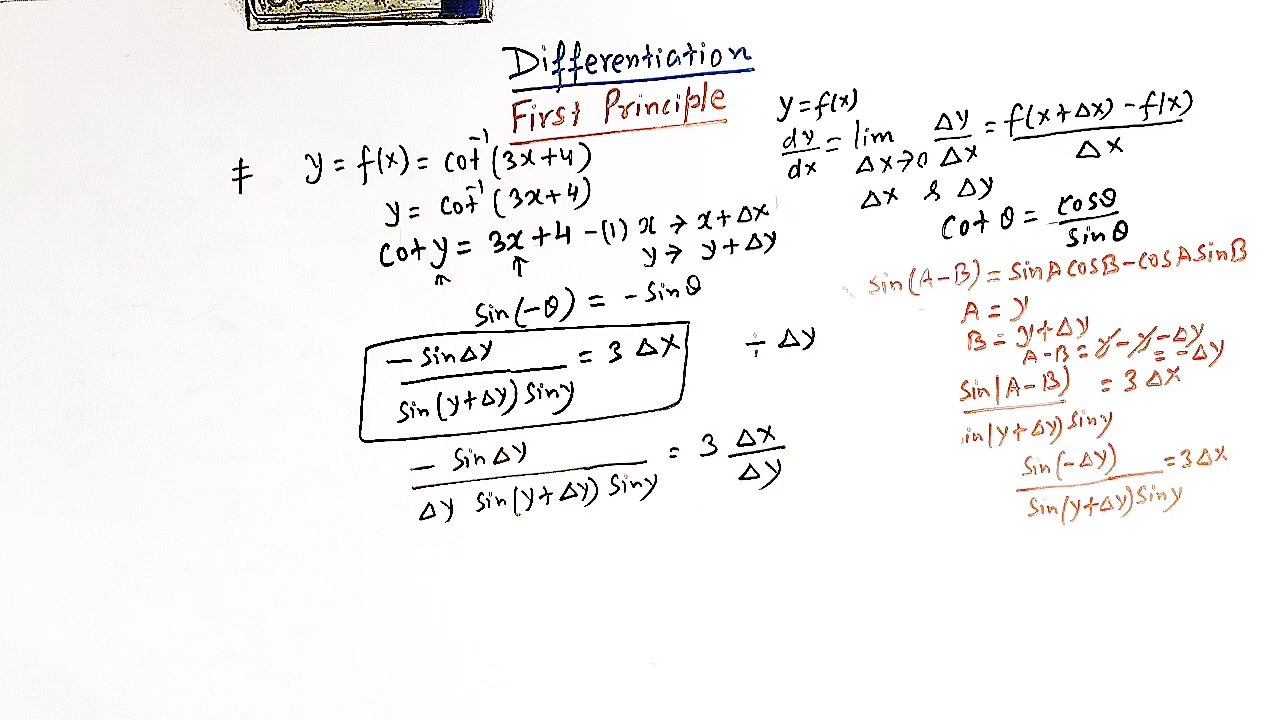 Differentiation
First Principle
≠ y = f(x) = cot⁻¹(3x+4)
y = cot⁻¹(3x+4)
cot y = 3x+4 -(1) x → x+Δx
↑ ↑ y → y+Δy
sin(-θ) = - sinθ
- sinΔy / sin(y+Δy) siny = 3 Δx ÷ Δy
- sinΔy / Δy sin(y+Δy) siny = 3 Δx/Δy
y = f(x)
dy/dx = lim Δx→0 Δy/Δx = f(x+Δx) - f(x) / Δx
Δx & Δy
cot θ = cosθ / sinθ
sin(A-B) = sinA cosB - cosA sinB
A = y
B = y+Δy
A-B = y - y - Δy
= -Δy
sin(A-B) / in(y+Δy) siny = 3Δx
sin(-Δy) / sin(y+Δy) siny = 3Δx